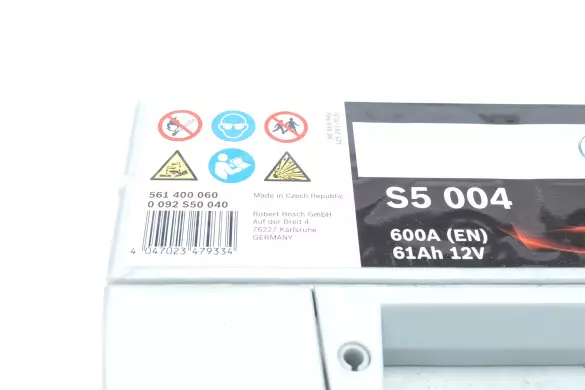 561 400 060
0 092 S50 040
4 047023 479334
Made in Czech Republic
Robert Bosch GmbH
Auf der Breit 4,
76227 Karlsruhe
GERMANY
S5 004
600A (EN)
61Ah 12V